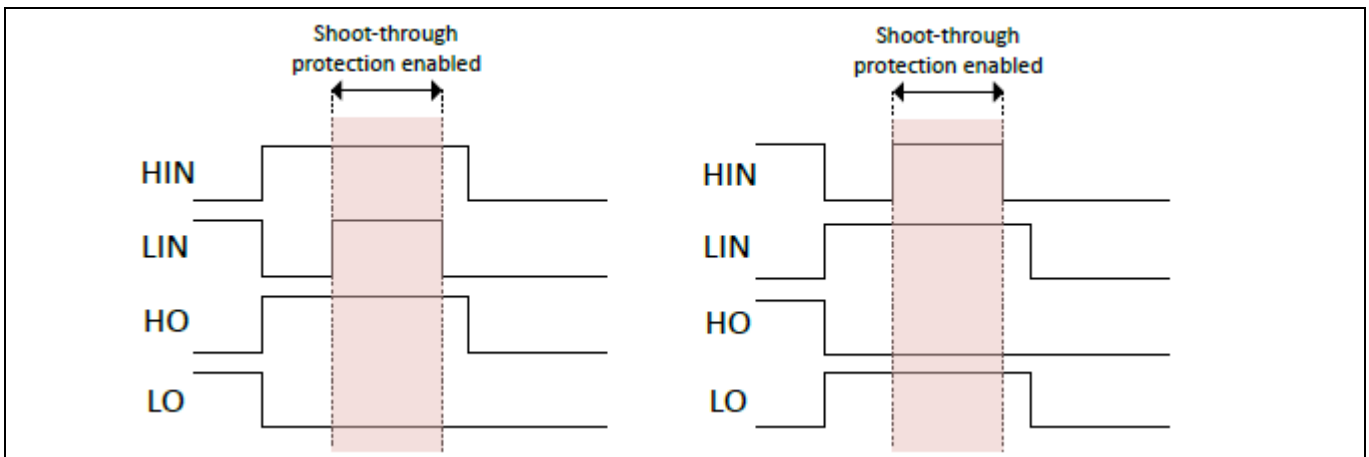 Shoot-through
protection enabled
HIN
LIN
HO
LO
Shoot-through
protection enabled
HIN
LIN
HO
LO